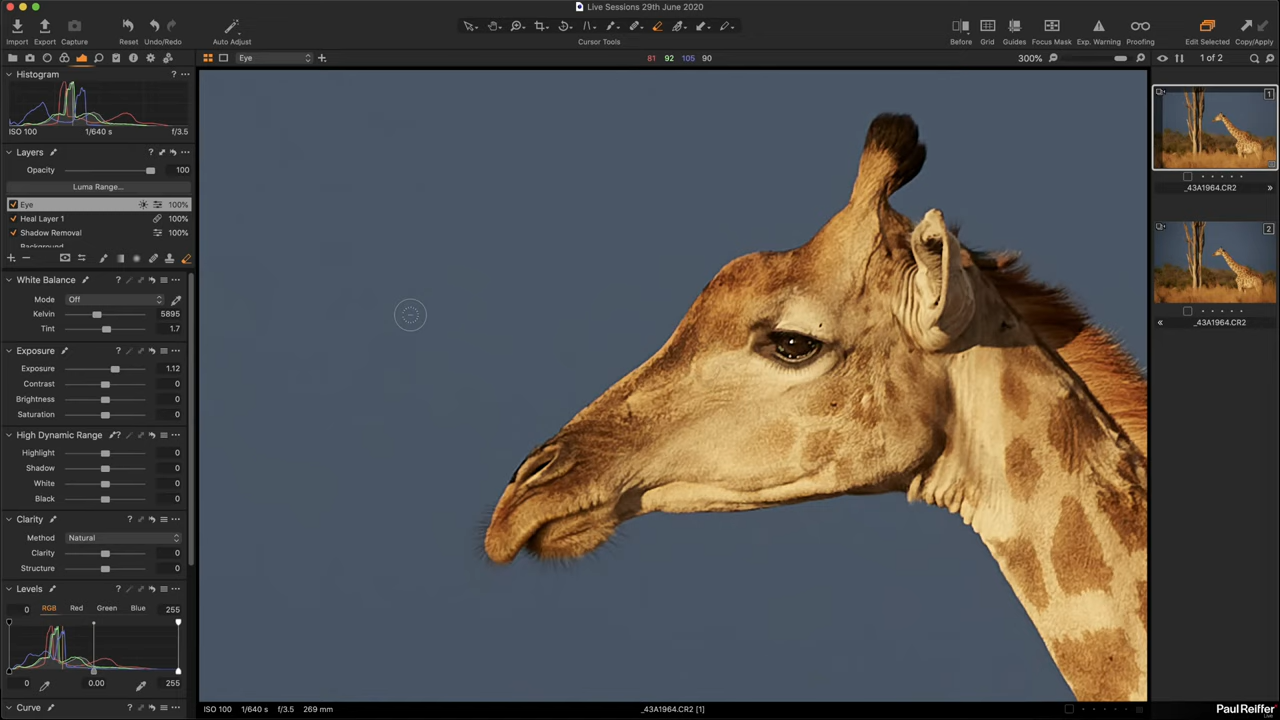 Live Sessions 29th June 2020
Import Export Capture Reset Undo/Redo Auto Adjust Cursor Tools Before Grid Guides Focus Mask Exp. Warning Proofing Edit Selected Copy/Apply
Eye 81 92 105 90 300% 1 of 2
Histogram ?
ISO 100 1/640 s f/3.5
Layers ?
Opacity 100
Luma Range...
Eye 100%
Heal Layer 1 100%
Shadow Removal 100%
White Balance ?
Mode Off
Kelvin 5895
Tint 1.7
Exposure ?
Exposure 1.12
Contrast 0
Brightness 0
Saturation 0
High Dynamic Range ?
Highlight 0
Shadow 0
White 0
Black 0
Clarity ?
Method Natural
Clarity 0
Structure 0
Levels ?
0 RGB Red Green Blue 255
0 0.00 255
Curve ?
ISO 100 1/640 s f/3.5 269 mm _43A1964.CR2 [1]
1
_43A1964.CR2 »
2
« _43A1964.CR2
Paul Reiffer